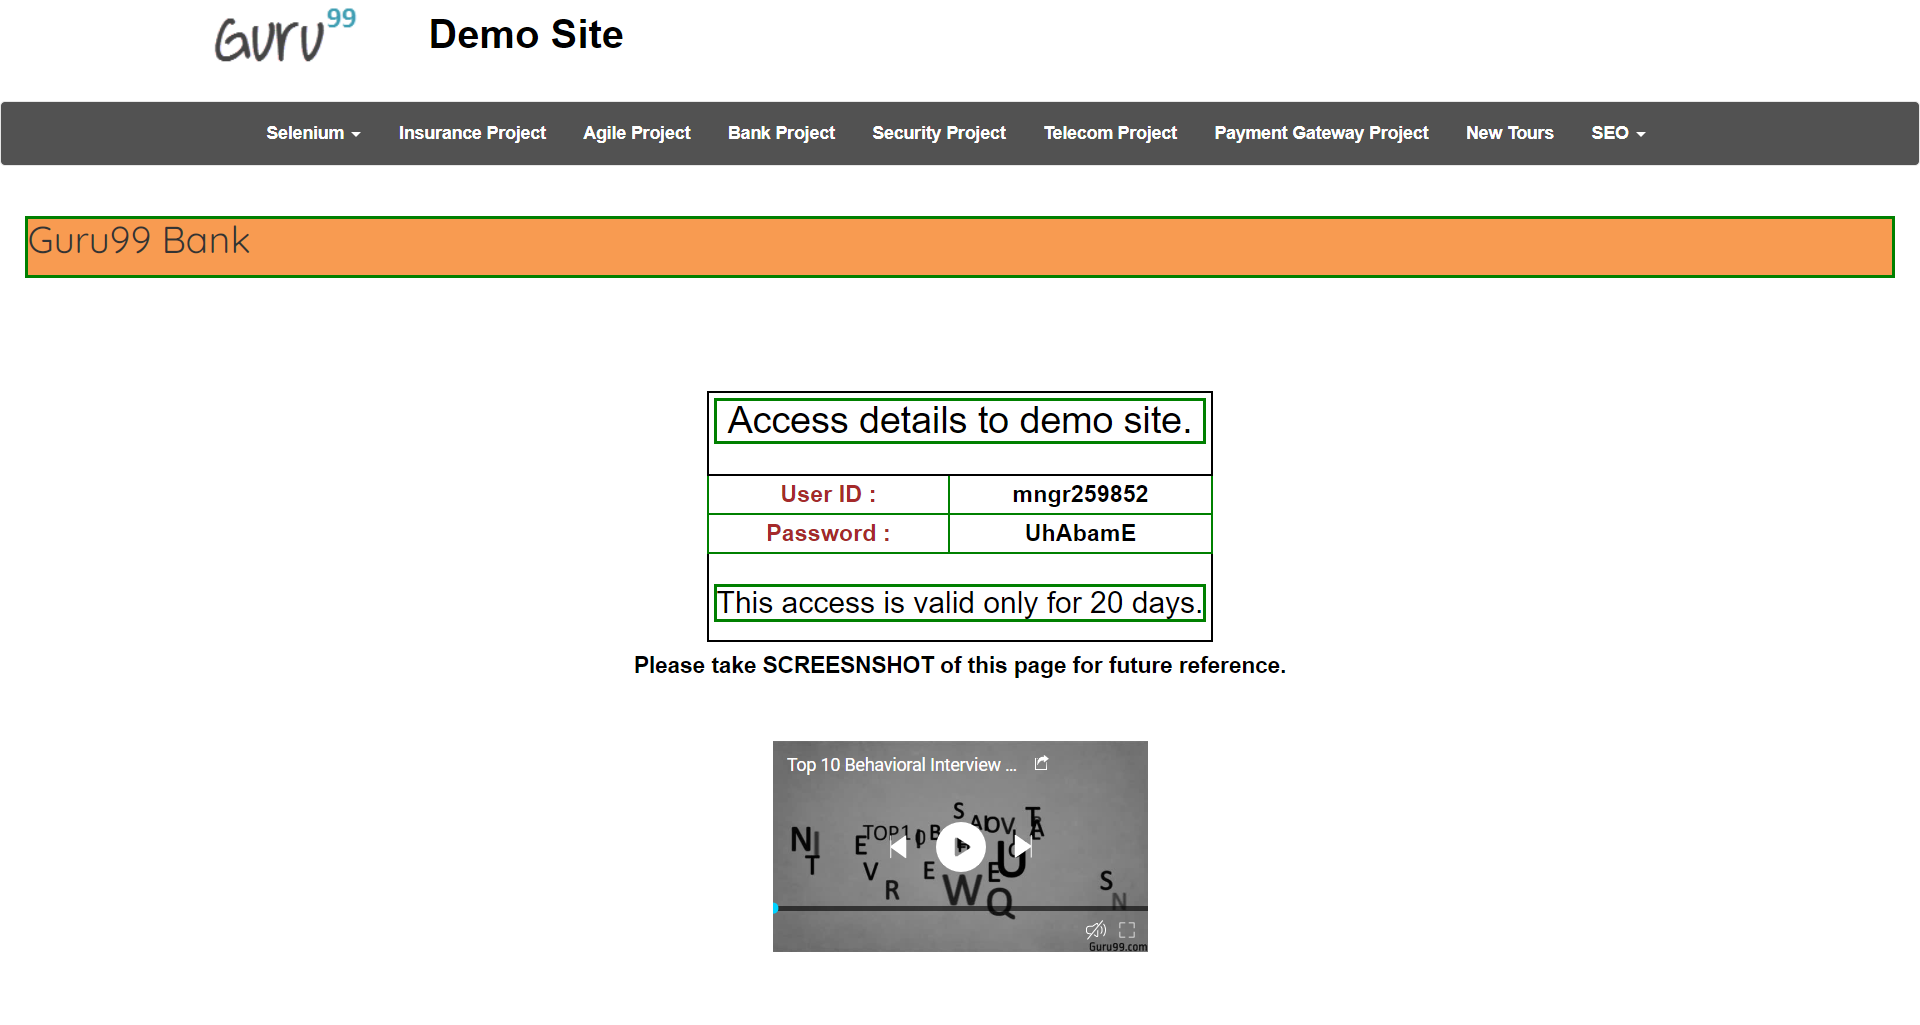 Guru99
Demo Site
Selenium
Insurance Project
Agile Project
Bank Project
Security Project
Telecom Project
Payment Gateway Project
New Tours
SEO
Guru99 Bank
Access details to demo site.
User ID :
mngr259852
Password :
UhAbamE
This access is valid only for 20 days.
Please take SCREESNSHOT of this page for future reference.
Top 10 Behavioral Interview ...
Guru99.com